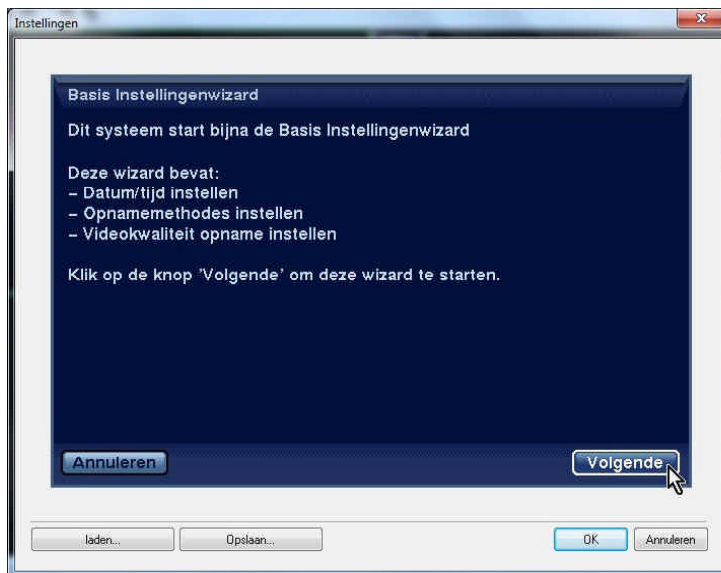 Instellingen
Basis Instellingenwizard
Dit systeem start bijna de Basis Instellingenwizard
Deze wizard bevat:
– Datum/tijd instellen
– Opnamemethodes instellen
– Videokwaliteit opname instellen
Klik op de knop 'Volgende' om deze wizard te starten.
Annuleren
Volgende
laden...
Opslaan...
OK
Annuleren